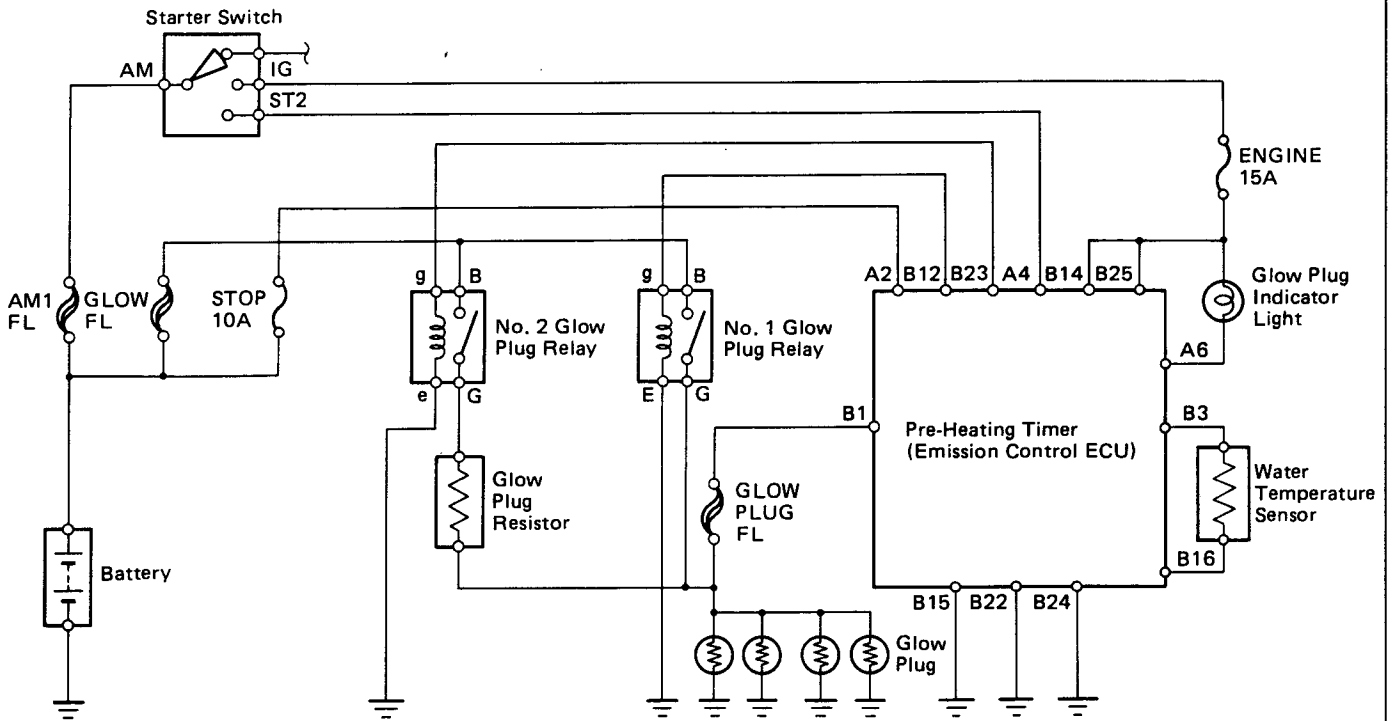 Starter Switch
AM
IG
ST2
ENGINE
15A
AM1
FL
GLOW
FL
STOP
10A
g
B
No. 2 Glow
Plug Relay
e
G
g
B
No. 1 Glow
Plug Relay
E
G
A2
B12
B23
A4
B14
B25
Glow Plug
Indicator
Light
A6
B1
B3
Pre-Heating Timer
(Emission Control ECU)
Water
Temperature
Sensor
B16
Glow
Plug
Resistor
GLOW
PLUG
FL
Battery
B15
B22
B24
Glow
Plug